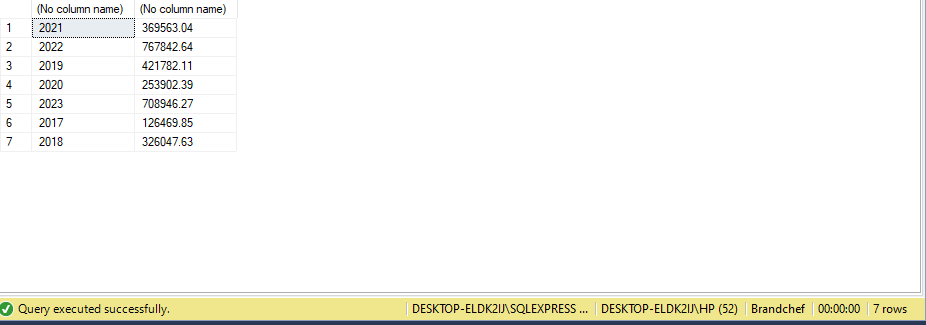 (No column name) (No column name)
1 2021 369563.04
2 2022 767842.64
3 2019 421782.11
4 2020 253902.39
5 2023 708946.27
6 2017 126469.85
7 2018 326047.63
Query executed successfully. DESKTOP-ELDK2IJ\SQLEXPRESS ... DESKTOP-ELDK2IJ\HP (52) Brandchef 00:00:00 7 rows